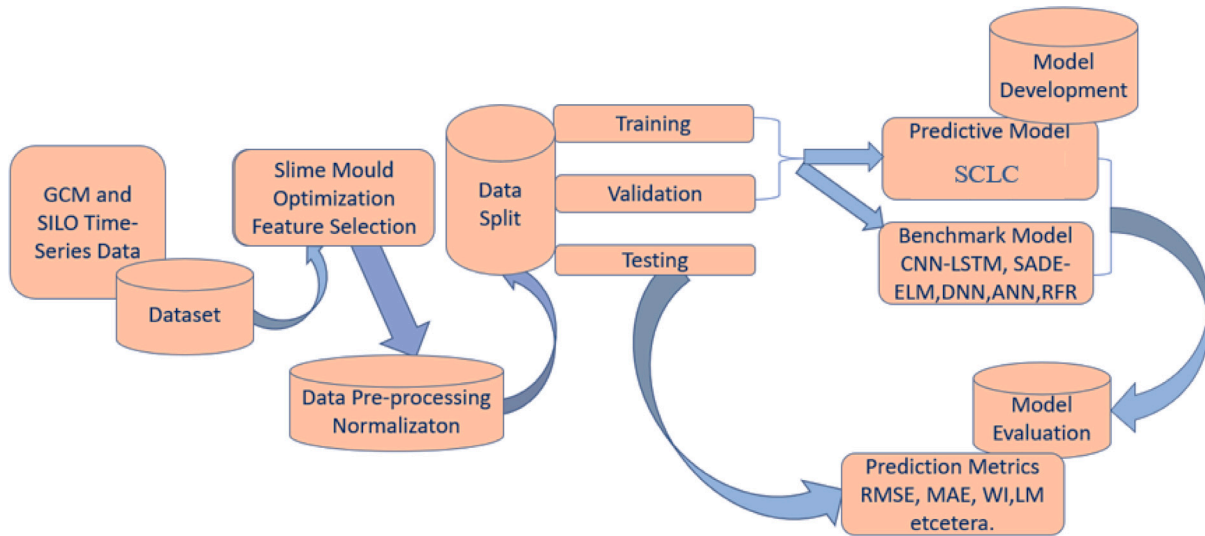 GCM and
SILO Time-
Series Data
Dataset
Slime Mould
Optimization
Feature Selection
Data Pre-processing
Normalizaton
Data
Split
Training
Validation
Testing
Model
Development
Predictive Model
SCLC
Benchmark Model
CNN-LSTM, SADE-
ELM,DNN,ANN,RFR
Model
Evaluation
Prediction Metrics
RMSE, MAE, WI,LM
etcetera.